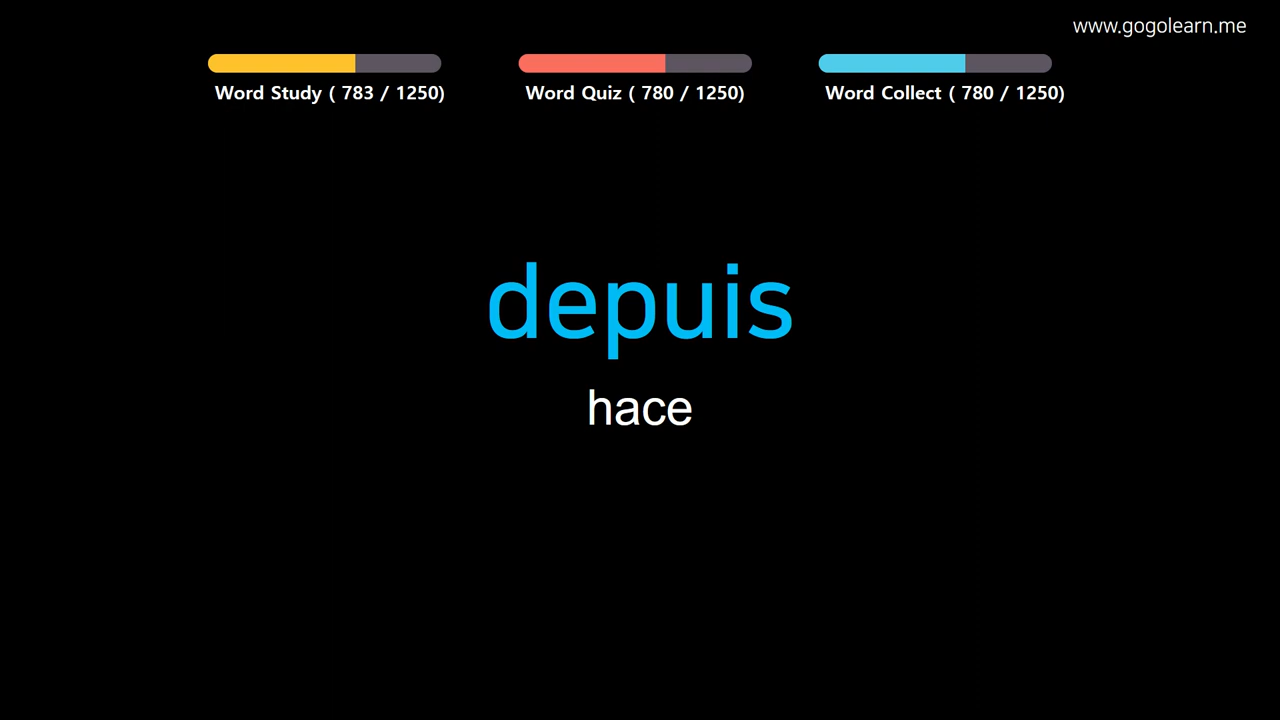 www.gogolearn.me
Word Study ( 783 / 1250)
Word Quiz ( 780 / 1250)
Word Collect ( 780 / 1250)
depuis
hace